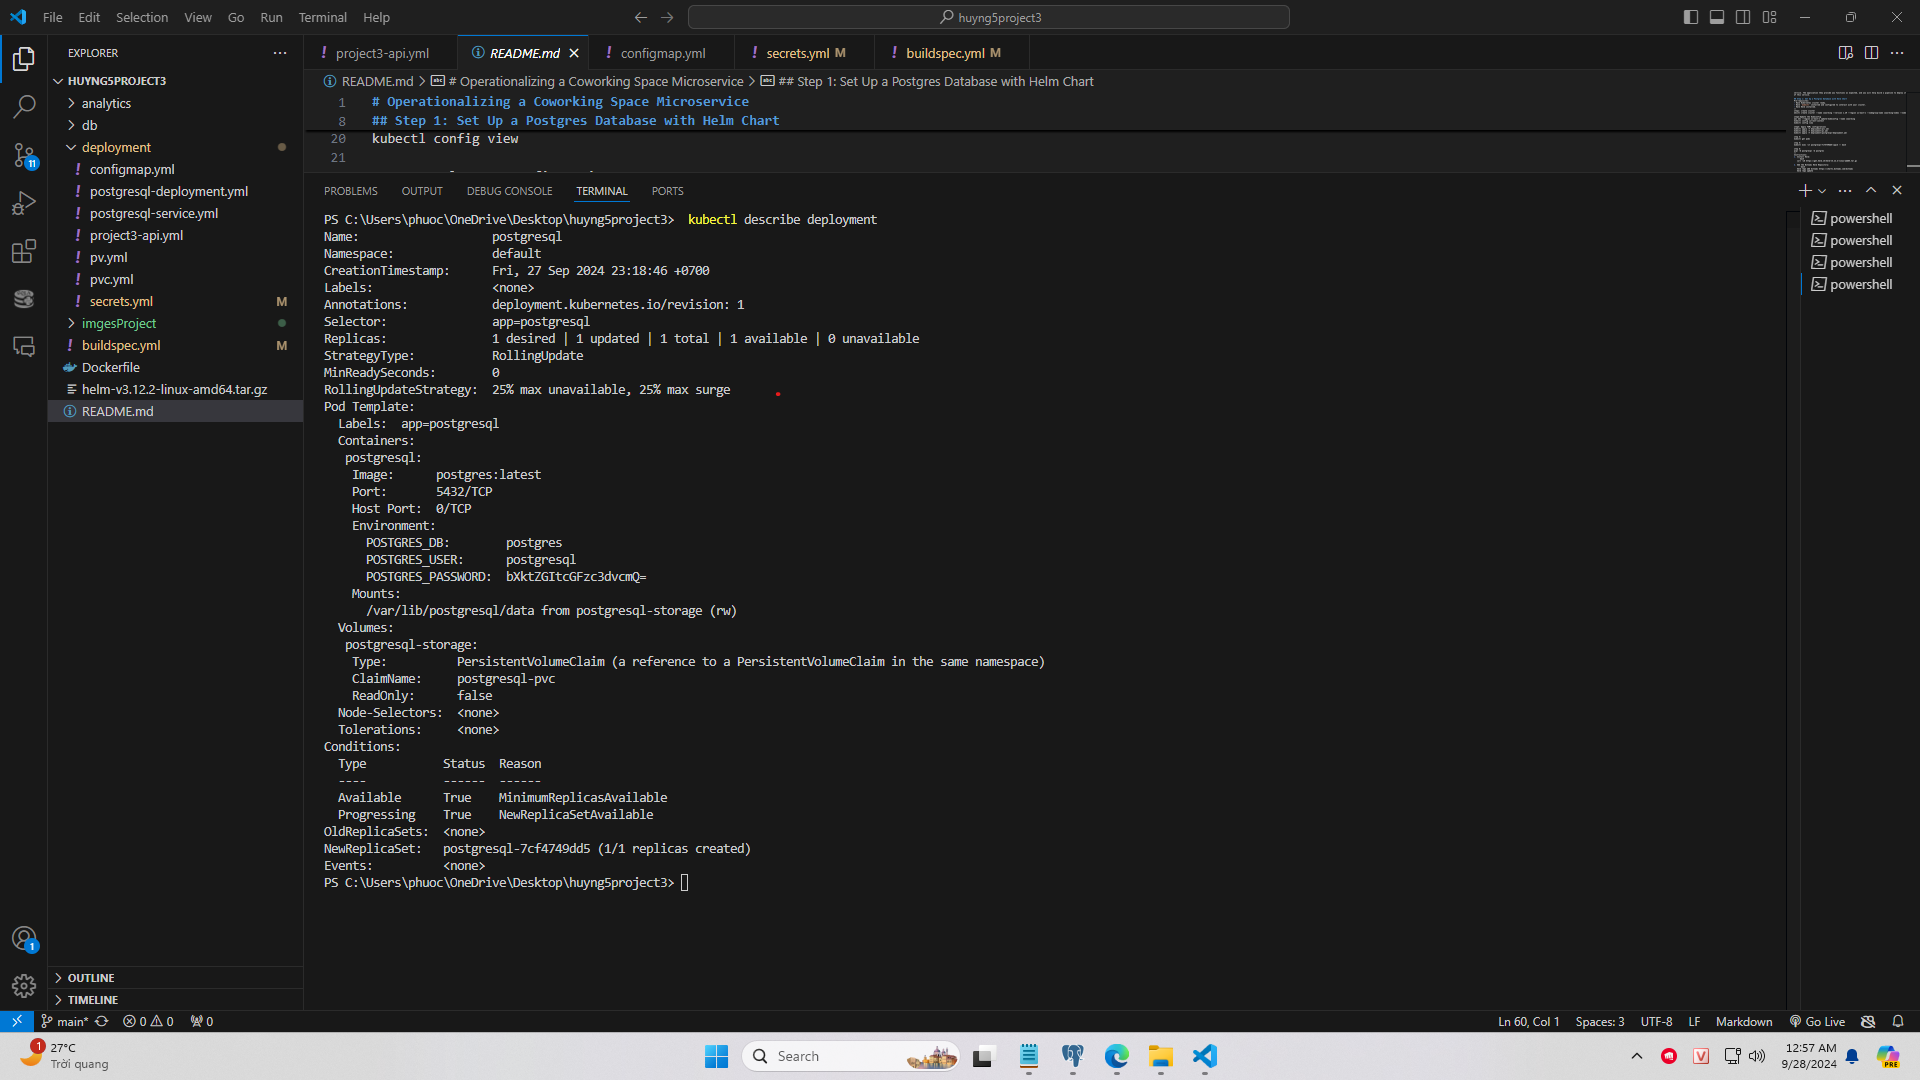 File Edit Selection View Go Run Terminal Help
huyng5project3
EXPLORER
HUYNG5PROJECT3
analytics
db
deployment
configmap.yml
postgresql-deployment.yml
postgresql-service.yml
project3-api.yml
pv.yml
pvc.yml
secrets.yml M
imgesProject
buildspec.yml M
Dockerfile
helm-v3.12.2-linux-amd64.tar.gz
README.md
OUTLINE
TIMELINE
11
1
project3-api.yml README.md configmap.yml secrets.yml M buildspec.yml M
README.md > # Operationalizing a Coworking Space Microservice > ## Step 1: Set Up a Postgres Database with Helm Chart
1 # Operationalizing a Coworking Space Microservice
8 ## Step 1: Set Up a Postgres Database with Helm Chart
20 kubectl config view
21
PROBLEMS OUTPUT DEBUG CONSOLE TERMINAL PORTS
powershell
powershell
powershell
powershell
PS C:\Users\phuoc\OneDrive\Desktop\huyng5project3> kubectl describe deployment
Name: postgresql
Namespace: default
CreationTimestamp: Fri, 27 Sep 2024 23:18:46 +0700
Labels: <none>
Annotations: deployment.kubernetes.io/revision: 1
Selector: app=postgresql
Replicas: 1 desired | 1 updated | 1 total | 1 available | 0 unavailable
StrategyType: RollingUpdate
MinReadySeconds: 0
RollingUpdateStrategy: 25% max unavailable, 25% max surge
Pod Template:
Labels: app=postgresql
Containers:
postgresql:
Image: postgres:latest
Port: 5432/TCP
Host Port: 0/TCP
Environment:
POSTGRES_DB: postgres
POSTGRES_USER: postgresql
POSTGRES_PASSWORD: bXktZGItcGFzc3dvcmQ=
Mounts:
/var/lib/postgresql/data from postgresql-storage (rw)
Volumes:
postgresql-storage:
Type: PersistentVolumeClaim (a reference to a PersistentVolumeClaim in the same namespace)
ClaimName: postgresql-pvc
ReadOnly: false
Node-Selectors: <none>
Tolerations: <none>
Conditions:
Type Status Reason
---- ------ ------
Available True MinimumReplicasAvailable
Progressing True NewReplicaSetAvailable
OldReplicaSets: <none>
NewReplicaSet: postgresql-7cf4749dd5 (1/1 replicas created)
Events: <none>
PS C:\Users\phuoc\OneDrive\Desktop\huyng5project3>
main* 0 0 0
Ln 60, Col 1 Spaces: 3 UTF-8 LF Markdown Go Live
1
27°C
Trời quang
Search
12:57 AM
9/28/2024
PRE